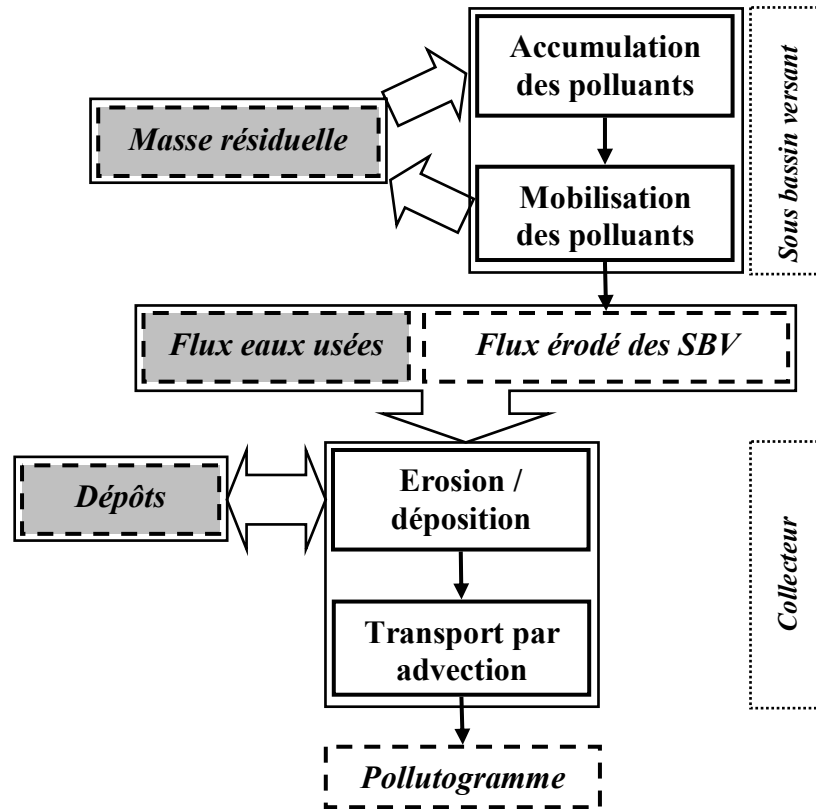 Accumulation
des polluants
Masse résiduelle
Mobilisation
des polluants
Sous bassin versant
Flux eaux usées
Flux érodé des SBV
Dépôts
Erosion /
déposition
Transport par
advection
Collecteur
Pollutogramme